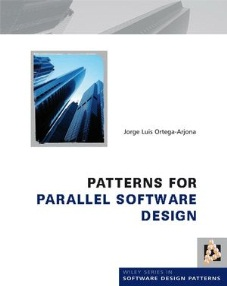 Jorge Luis Ortega-Arjona
PATTERNS FOR
PARALLEL SOFTWARE
DESIGN
WILEY SERIES IN
SOFTWARE DESIGN PATTERNS